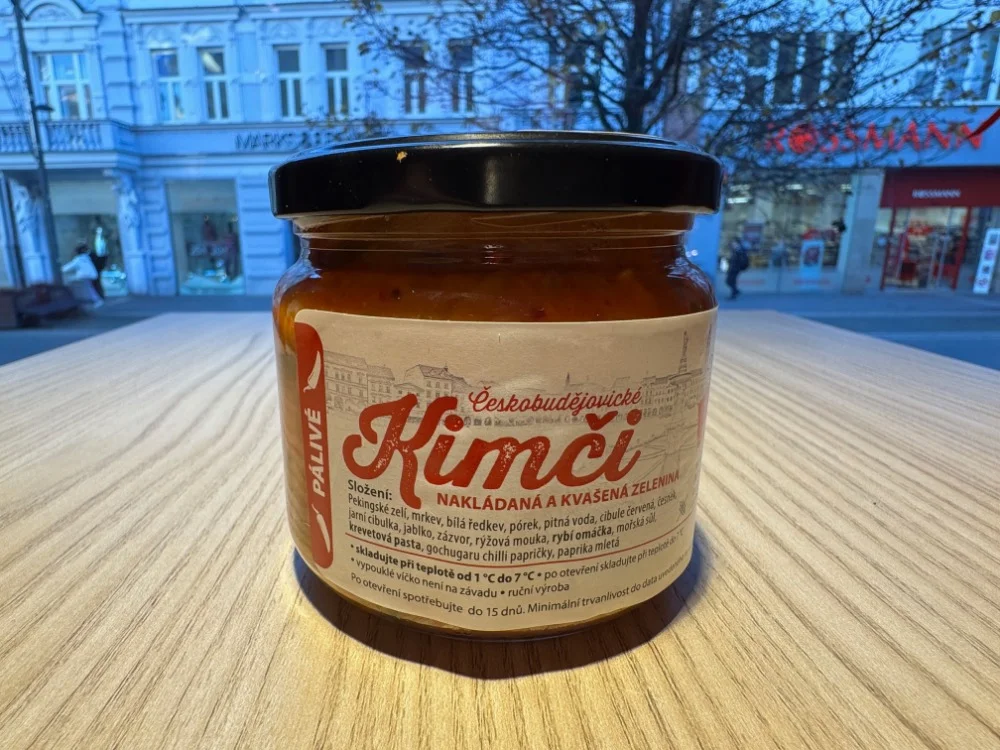 MARKS &
ROSSMANN
ROSSMANN
PÁLIVÉ
Českobudějovické
Kimči
NAKLÁDANÁ A KVAŠENÁ ZELENINA
Složení:
Pekingské zelí, mrkev, bílá ředkev, pórek, pitná voda, cibule červená, česnek,
jarní cibulka, jablko, zázvor, rýžová mouka, rybí omáčka, mořská sůl,
krevetová pasta, gochugaru chilli papričky, paprika mletá
• skladujte při teplotě od 1 °C do 7 °C • po otevření skladujte při teplotě do
• vypouklé víčko není na závadu • ruční výroba
Po otevření spotřebujte do 15 dnů. Minimální trvanlivost do data